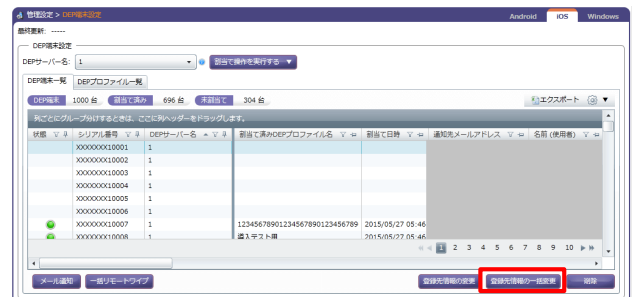 管理設定 > DEP端末設定
Android iOS Windows
最終更新: -----
DEP端末設定
DEPサーバー名: 1 割当て操作を実行する ▼
DEP端末一覧 DEPプロファイル一覧
DEP端末 1000 台 割当て済み 696 台 未割当て 304 台 エクスポート ▼
列ごとにグループ分けするときは、ここに列ヘッダーをドラッグします。
状態 シリアル番号 DEPサーバー名 割当て済みDEPプロファイル名 割当て日時 通知先メールアドレス 名前 (使用者)
XXXXXXX10001 1
XXXXXXX10002 1
XXXXXXX10003 1
XXXXXXX10004 1
XXXXXXX10005 1
XXXXXXX10006 1
XXXXXXX10007 1 123456789012345678901234567890 2015/05/27 05:46
XXXXXXX10008 1 導入テスト用 2015/05/27 05:46
1 2 3 4 5 6 7 8 9 10
メール通知 一括リモートワイプ 登録先情報の変更 登録先情報の一括変更 削除